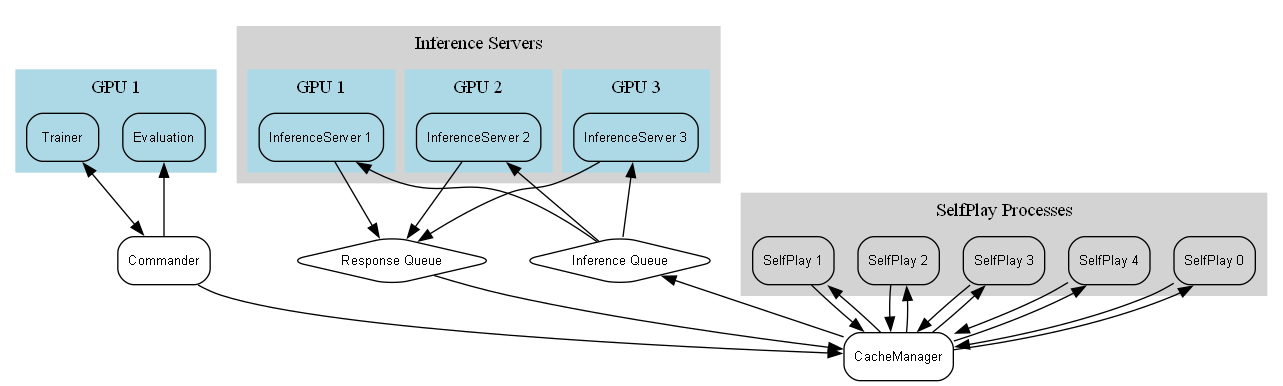 Inference Servers
GPU 1
GPU 1
GPU 2
GPU 3
Trainer
Evaluation
InferenceServer 1
InferenceServer 2
InferenceServer 3
SelfPlay Processes
Commander
Response Queue
Inference Queue
SelfPlay 1
SelfPlay 2
SelfPlay 3
SelfPlay 4
SelfPlay 0
CacheManager